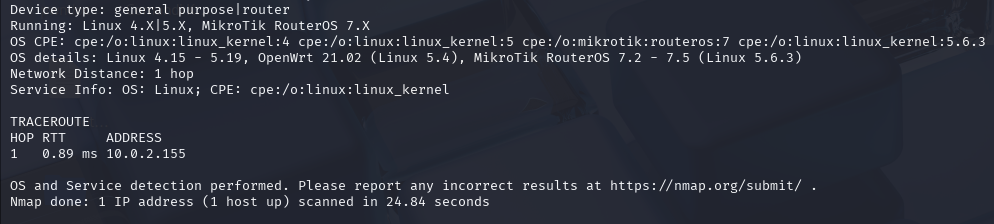 Device type: general purpose|router
Running: Linux 4.X|5.X, MikroTik RouterOS 7.X
OS CPE: cpe:/o:linux:linux_kernel:4 cpe:/o:linux:linux_kernel:5 cpe:/o:mikrotik:routeros:7 cpe:/o:linux:linux_kernel:5.6.3
OS details: Linux 4.15 - 5.19, OpenWrt 21.02 (Linux 5.4), MikroTik RouterOS 7.2 - 7.5 (Linux 5.6.3)
Network Distance: 1 hop
Service Info: OS: Linux; CPE: cpe:/o:linux:linux_kernel

TRACEROUTE
HOP RTT     ADDRESS
1   0.89 ms 10.0.2.155

OS and Service detection performed. Please report any incorrect results at https://nmap.org/submit/ .
Nmap done: 1 IP address (1 host up) scanned in 24.84 seconds